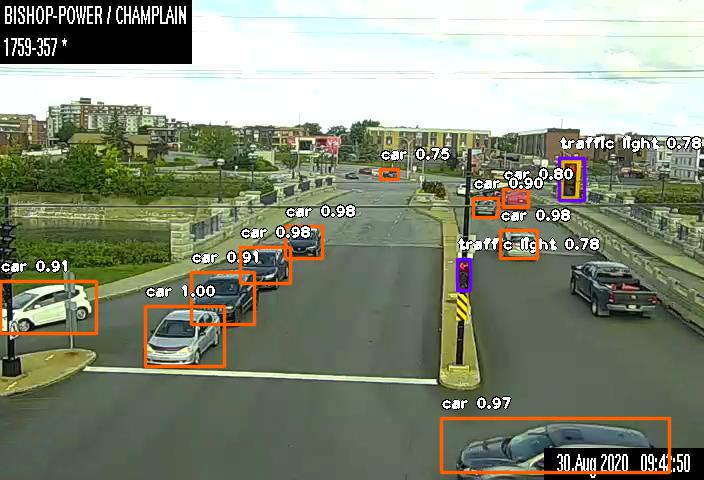 BISHOP-POWER / CHAMPLAIN
1759-357 *
traffic light 0.78
car 0.75
car 0.80
car 0.90
car 0.98
car 0.98
car 0.98
traffic light 0.78
car 0.91
car 0.91
car 1.00
car 0.97
30.Aug 2020 09:42:50